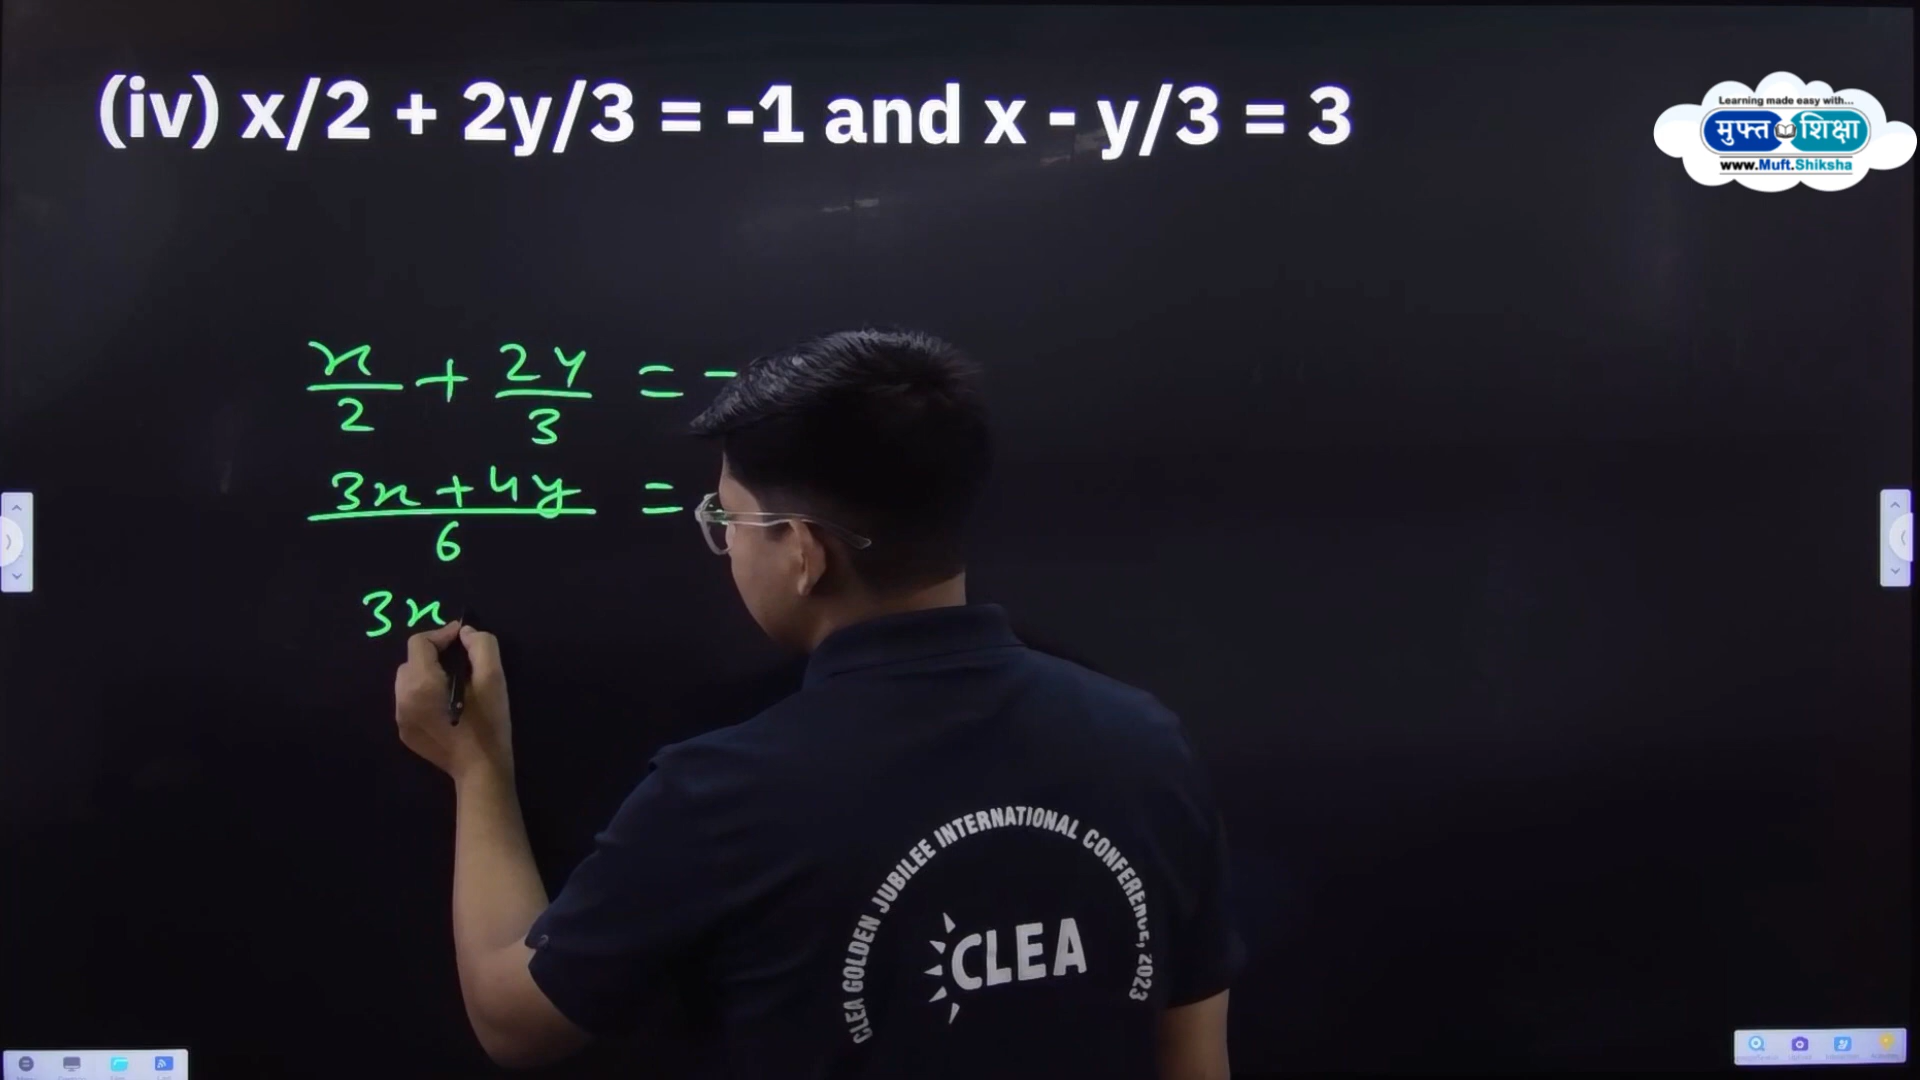 (iv) x/2 + 2y/3 = -1 and x - y/3 = 3
Learning made easy with...
मुफ्त शिक्षा
www.Muft.Shiksha
x/2 + 2y/3 = -
3x + 4y / 6 =
3x
CLEA GOLDEN JUBILEE INTERNATIONAL CONFERENCE, 2023
CLEA